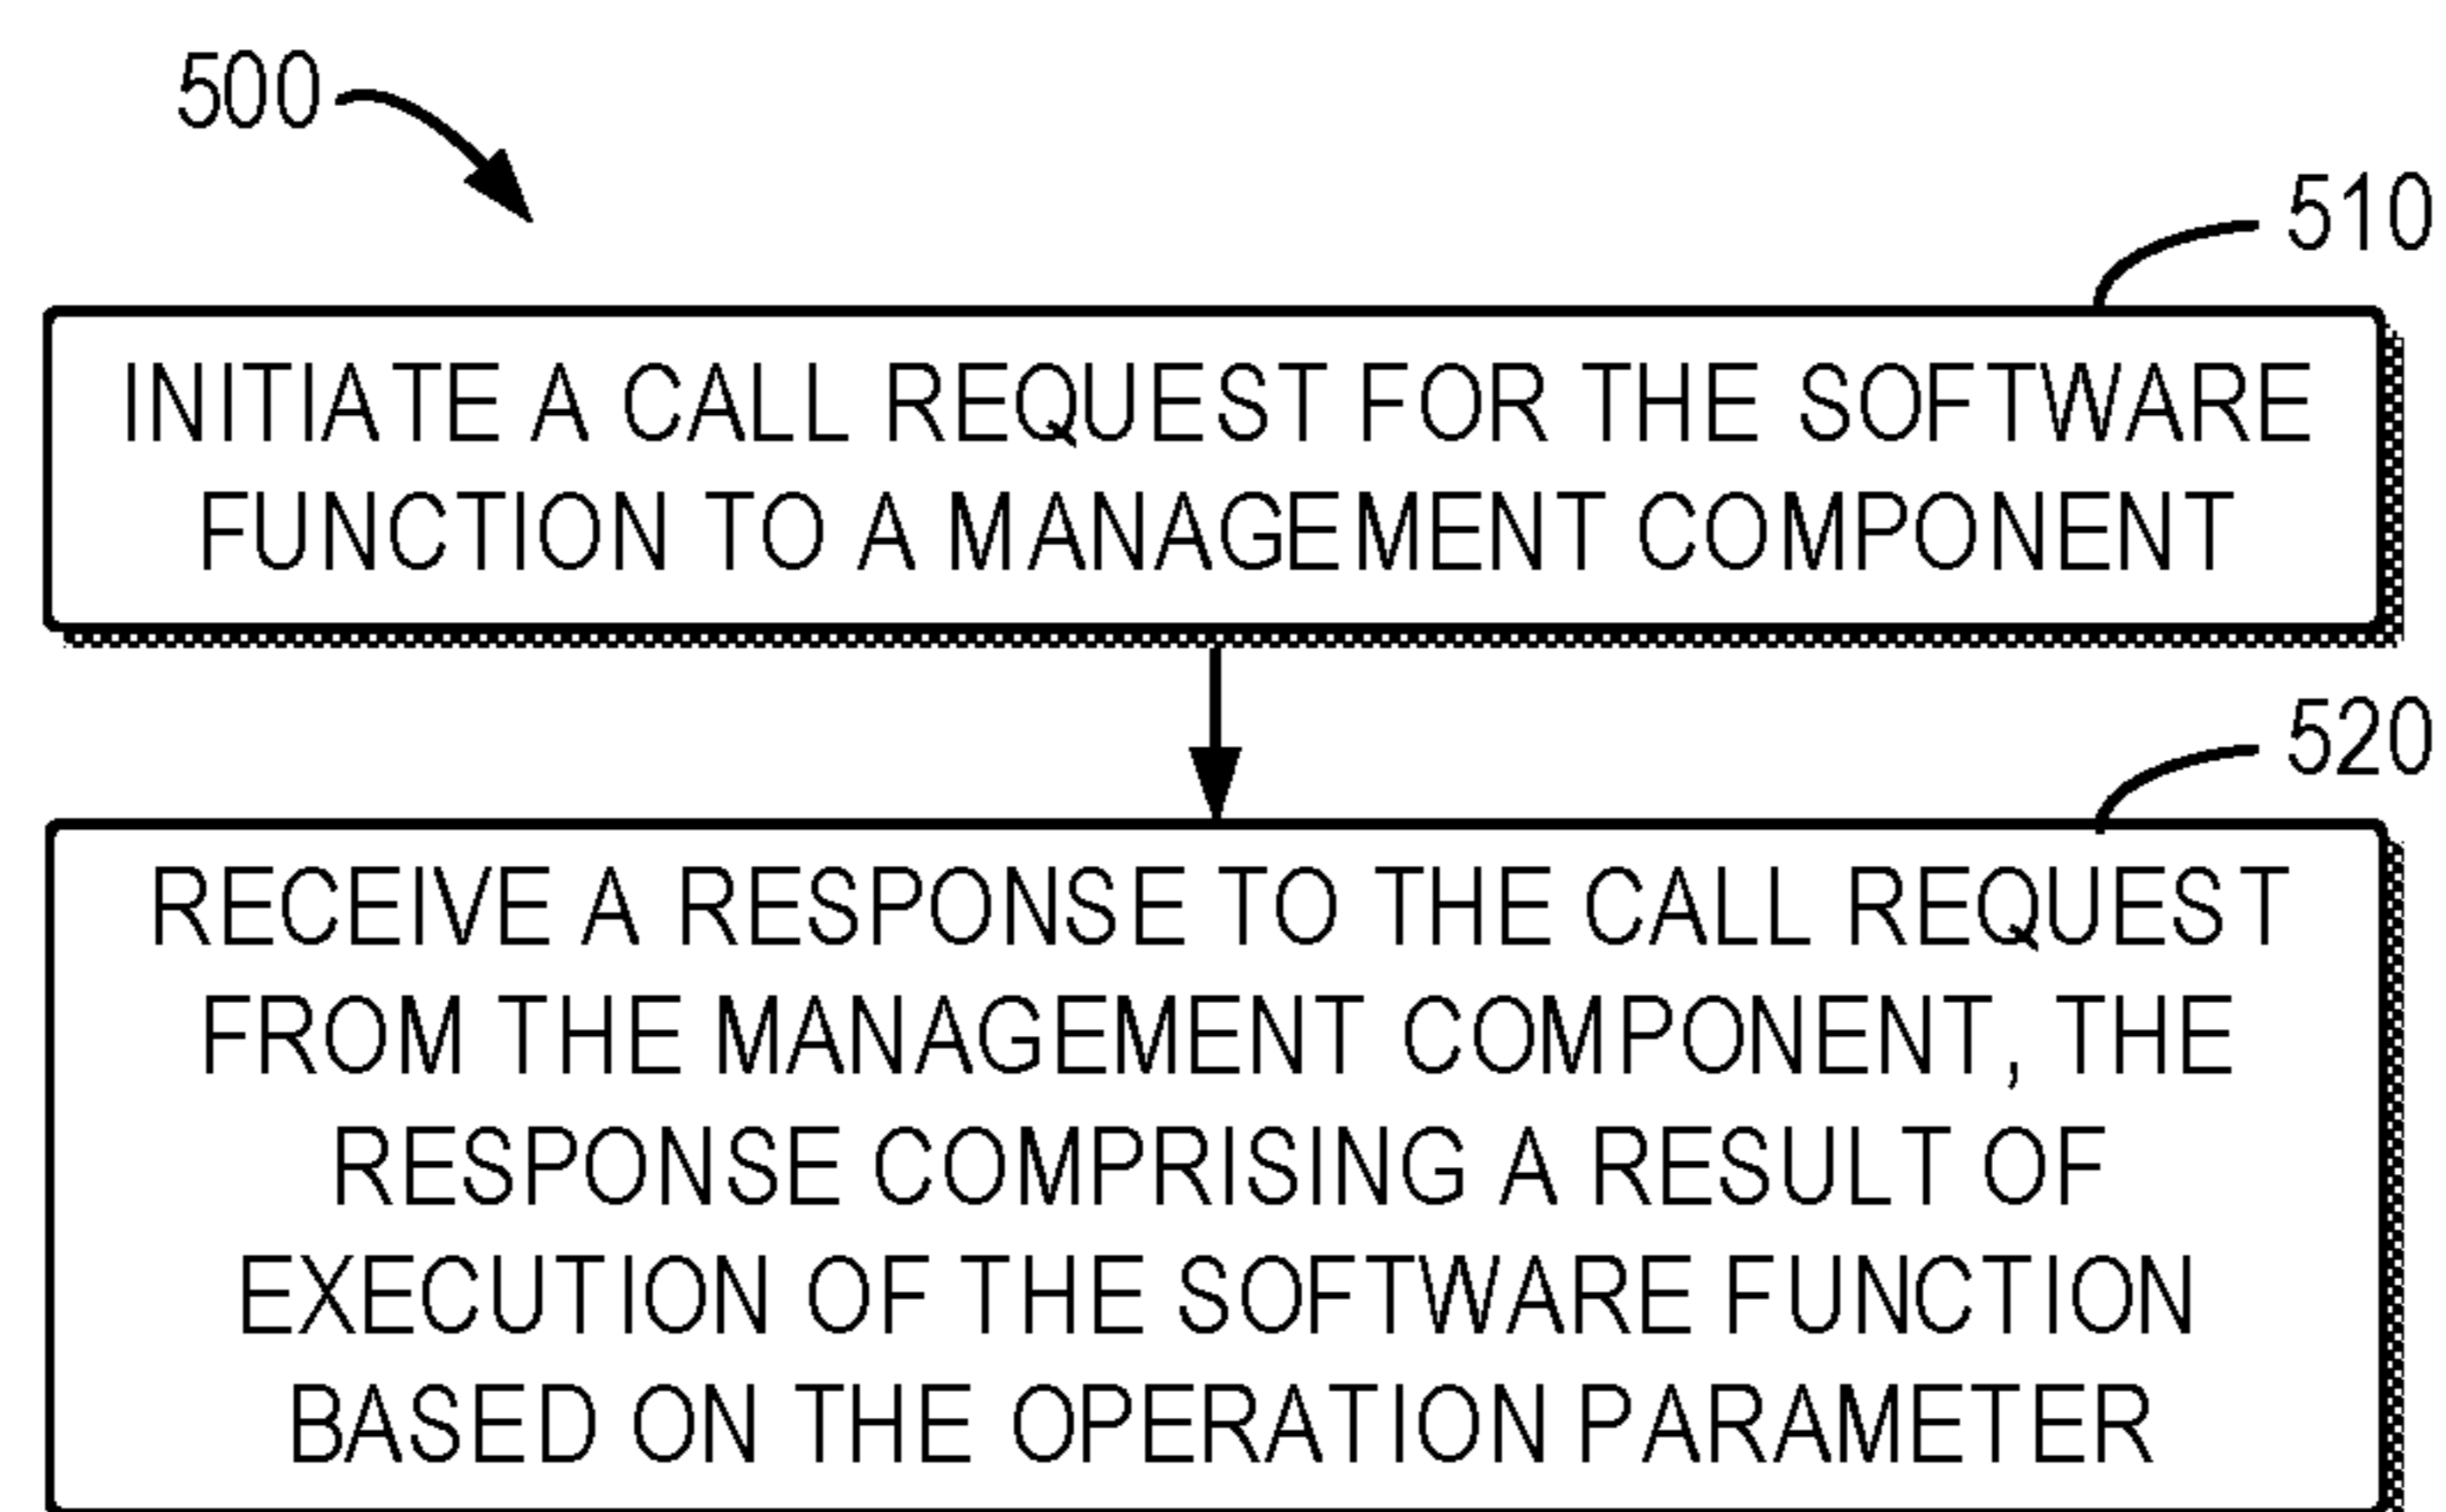 500
510
INITIATE A CALL REQUEST FOR THE SOFTWARE
FUNCTION TO A MANAGEMENT COMPONENT
520
RECEIVE A RESPONSE TO THE CALL REQUEST
FROM THE MANAGEMENT COMPONENT, THE
RESPONSE COMPRISING A RESULT OF
EXECUTION OF THE SOFTWARE FUNCTION
BASED ON THE OPERATION PARAMETER